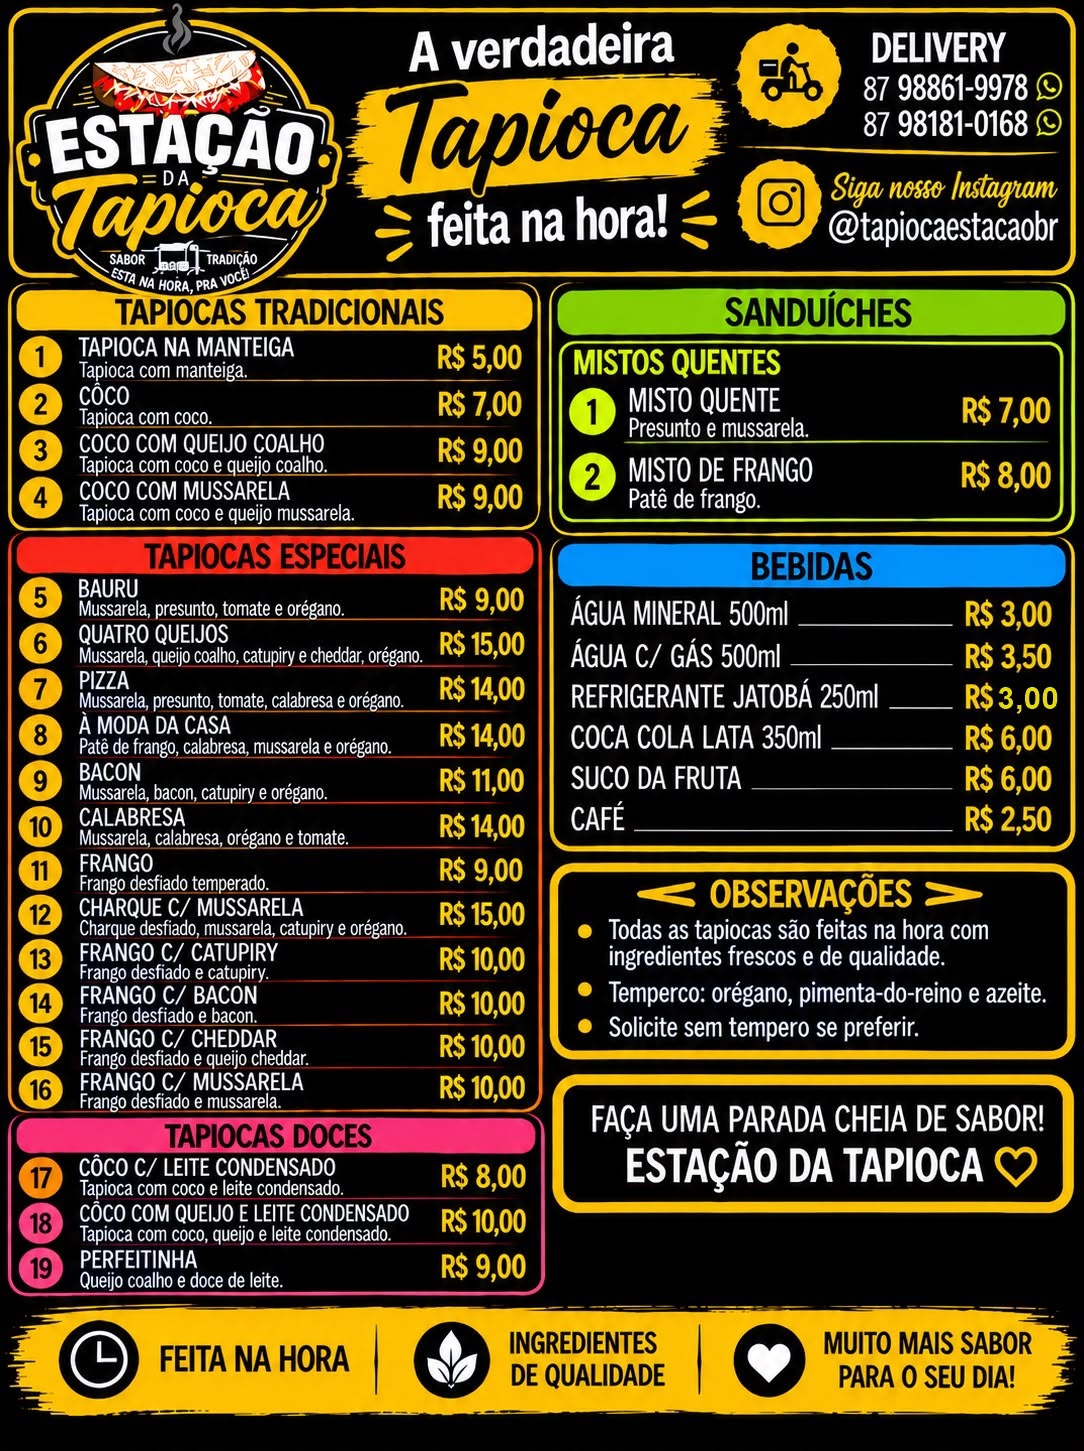 ESTAÇÃO
DA
Tapioca
SABOR TRADIÇÃO
ESTA NA HORA, PRA VOCÊ!
A verdadeira
Tapioca
feita na hora!
DELIVERY
87 98861-9978
87 98181-0168
Siga nosso Instagram
@tapiocaestacaobr
TAPIOCAS TRADICIONAIS
1 TAPIOCA NA MANTEIGA R$ 5,00
Tapioca com manteiga.
2 CÔCO R$ 7,00
Tapioca com coco.
3 COCO COM QUEIJO COALHO R$ 9,00
Tapioca com coco e queijo coalho.
4 COCO COM MUSSARELA R$ 9,00
Tapioca com coco e queijo mussarela.
TAPIOCAS ESPECIAIS
5 BAURU R$ 9,00
Mussarela, presunto, tomate e orégano.
6 QUATRO QUEIJOS R$ 15,00
Mussarela, queijo coalho, catupiry e cheddar, orégano.
7 PIZZA R$ 14,00
Mussarela, presunto, tomate, calabresa e orégano.
8 À MODA DA CASA R$ 14,00
Patê de frango, calabresa, mussarela e orégano.
9 BACON R$ 11,00
Mussarela, bacon, catupiry e orégano.
10 CALABRESA R$ 14,00
Mussarela, calabresa, orégano e tomate.
11 FRANGO R$ 9,00
Frango desfiado temperado.
12 CHARQUE C/ MUSSARELA R$ 15,00
Charque desfiado, mussarela, catupiry e orégano.
13 FRANGO C/ CATUPIRY R$ 10,00
Frango desfiado e catupiry.
14 FRANGO C/ BACON R$ 10,00
Frango desfiado e bacon.
15 FRANGO C/ CHEDDAR R$ 10,00
Frango desfiado e queijo cheddar.
16 FRANGO C/ MUSSARELA R$ 10,00
Frango desfiado e mussarela.
TAPIOCAS DOCES
17 CÔCO C/ LEITE CONDENSADO R$ 8,00
Tapioca com coco e leite condensado.
18 CÔCO COM QUEIJO E LEITE CONDENSADO R$ 10,00
Tapioca com coco, queijo e leite condensado.
19 PERFEITINHA R$ 9,00
Queijo coalho e doce de leite.
SANDUÍCHES
MISTOS QUENTES
1 MISTO QUENTE R$ 7,00
Presunto e mussarela.
2 MISTO DE FRANGO R$ 8,00
Patê de frango.
BEBIDAS
ÁGUA MINERAL 500ml R$ 3,00
ÁGUA C/ GÁS 500ml R$ 3,50
REFRIGERANTE JATOBÁ 250ml R$ 3,00
COCA COLA LATA 350ml R$ 6,00
SUCO DA FRUTA R$ 6,00
CAFÉ R$ 2,50
OBSERVAÇÕES
• Todas as tapiocas são feitas na hora com
ingredientes frescos e de qualidade.
• Temperco: orégano, pimenta-do-reino e azeite.
• Solicite sem tempero se preferir.
FAÇA UMA PARADA CHEIA DE SABOR!
ESTAÇÃO DA TAPIOCA
FEITA NA HORA
INGREDIENTES
DE QUALIDADE
MUITO MAIS SABOR
PARA O SEU DIA!